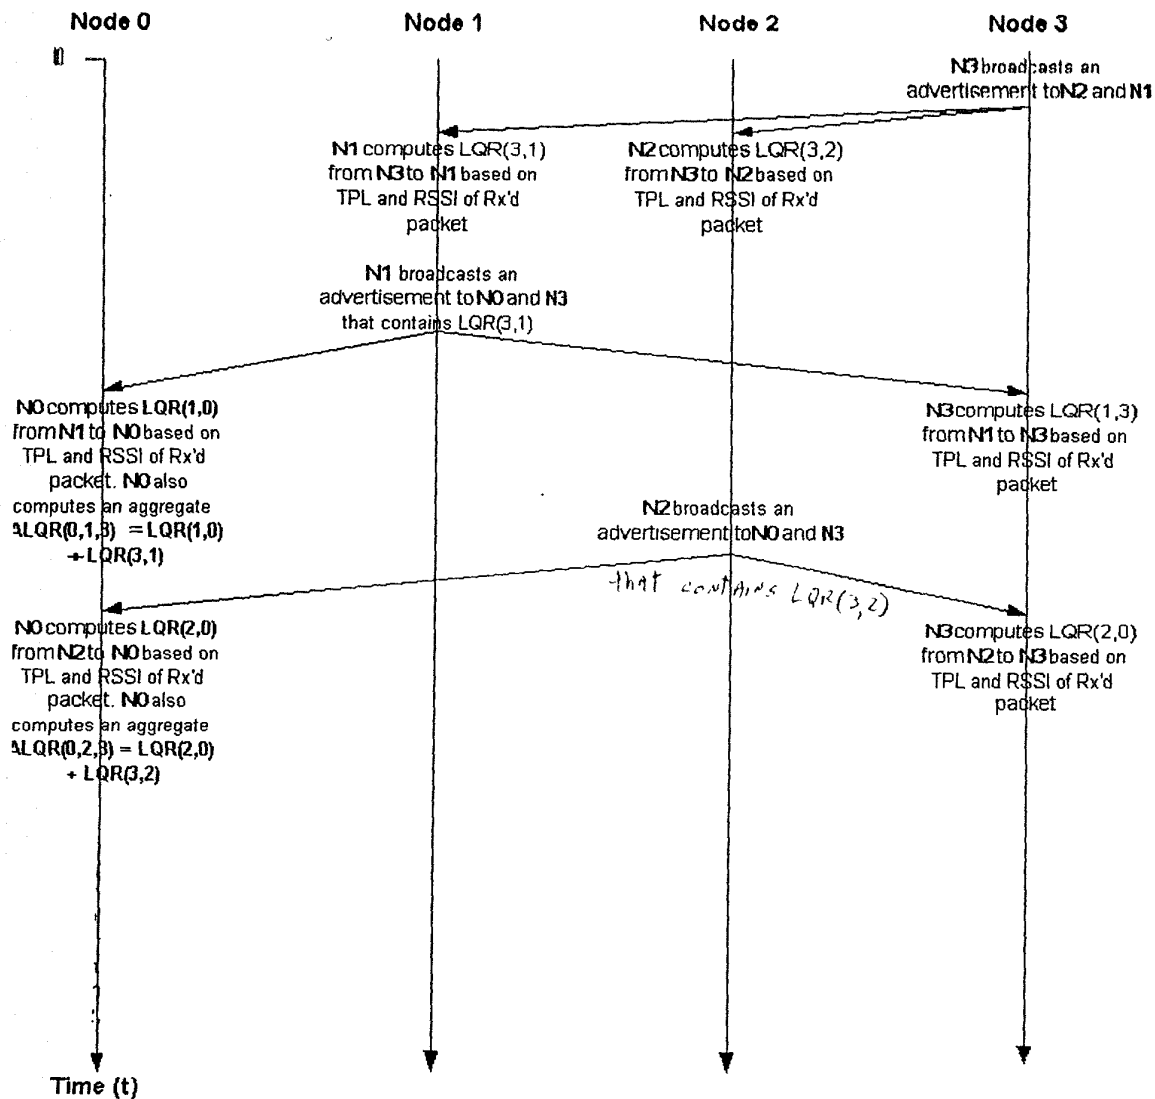 Node 0 Node 1 Node 2 Node 3
0
N3 broadcasts an
advertisement to N2 and N1
N1 computes LQR(3,1)
from N3 to N1 based on
TPL and RSSI of Rx'd
packet
N2 computes LQR(3,2)
from N3 to N2 based on
TPL and RSSI of Rx'd
packet
N1 broadcasts an
advertisement to N0 and N3
that contains LQR(3,1)
N0 computes LQR(1,0)
from N1 to N0 based on
TPL and RSSI of Rx'd
packet. N0 also
computes an aggregate
ALQR(0,1,3) = LQR(1,0)
+ LQR(3,1)
N3 computes LQR(1,3)
from N1 to N3 based on
TPL and RSSI of Rx'd
packet
N2 broadcasts an
advertisement to N0 and N3
that contains LQR(3,2)
N0 computes LQR(2,0)
from N2 to N0 based on
TPL and RSSI of Rx'd
packet. N0 also
computes an aggregate
ALQR(0,2,3) = LQR(2,0)
+ LQR(3,2)
N3 computes LQR(2,0)
from N2 to N3 based on
TPL and RSSI of Rx'd
packet
Time (t)